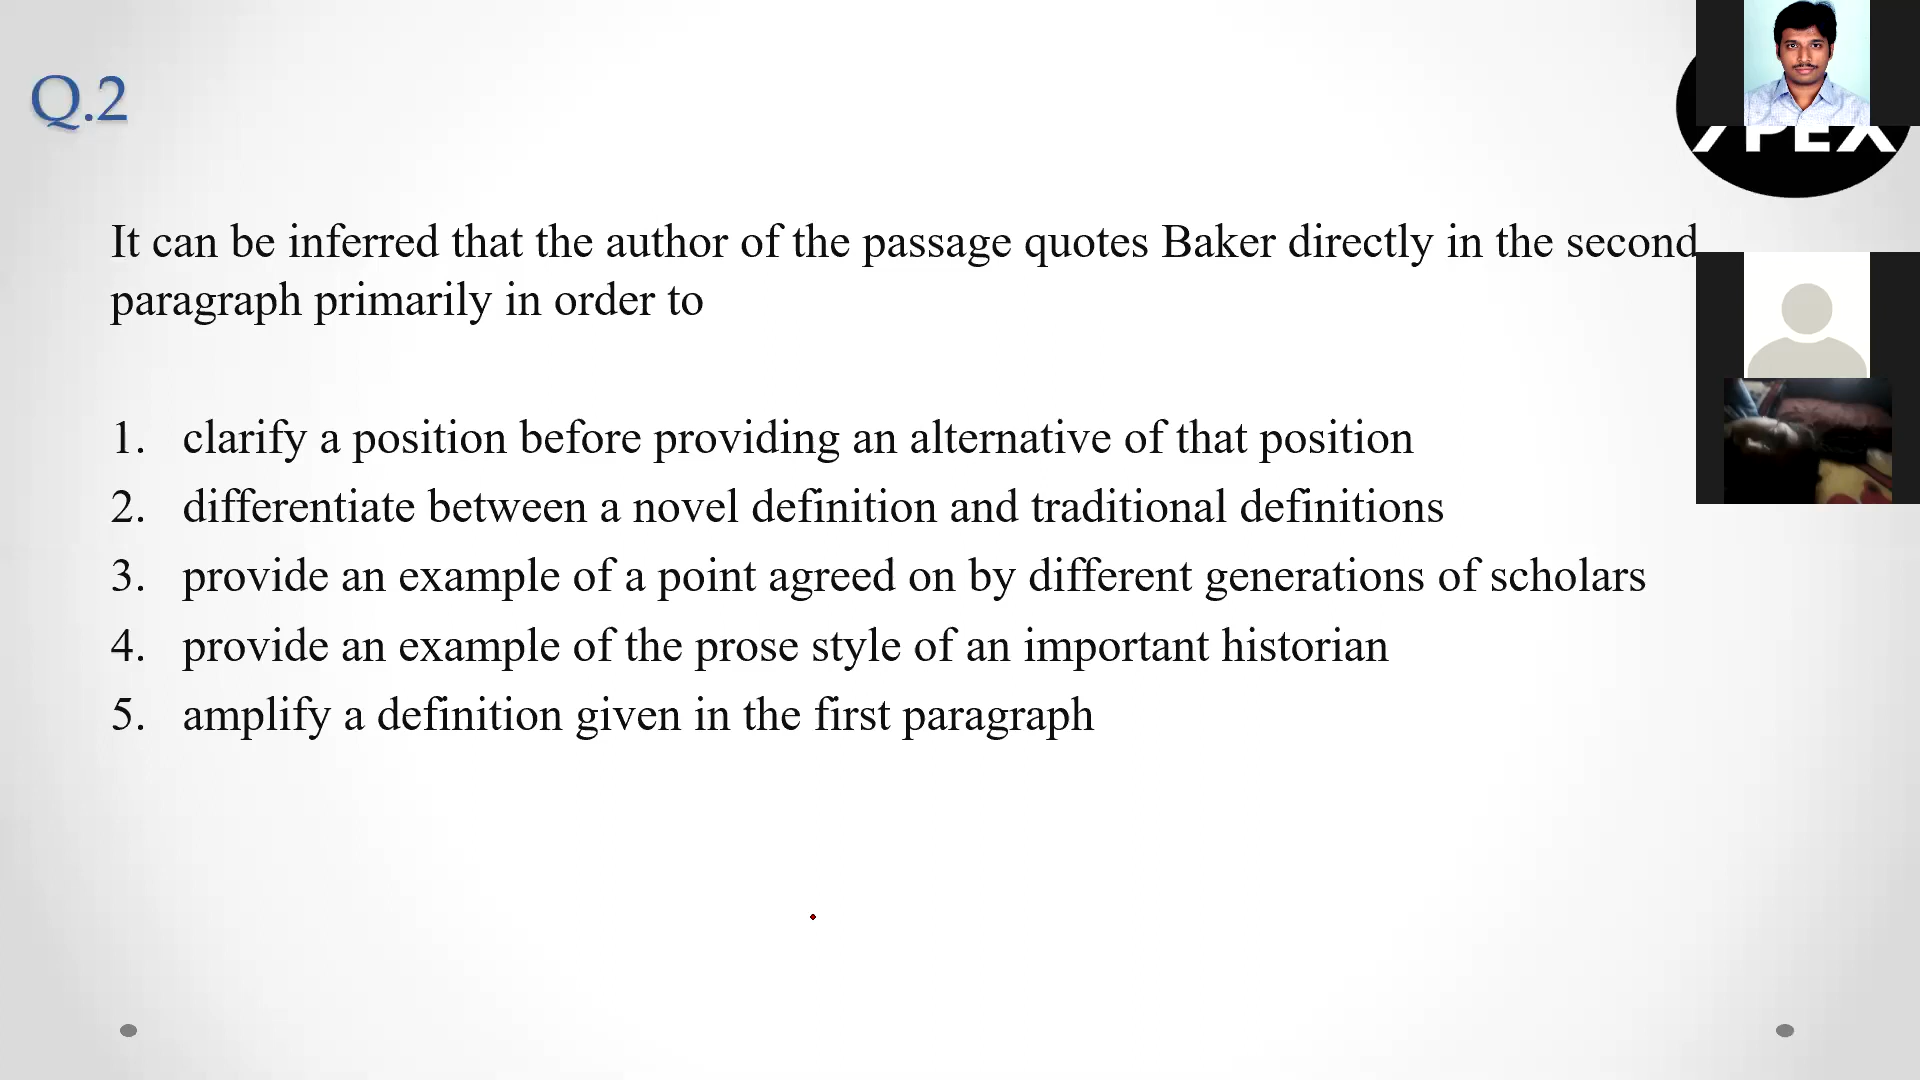 Q.2
It can be inferred that the author of the passage quotes Baker directly in the second
paragraph primarily in order to
1. clarify a position before providing an alternative of that position
2. differentiate between a novel definition and traditional definitions
3. provide an example of a point agreed on by different generations of scholars
4. provide an example of the prose style of an important historian
5. amplify a definition given in the first paragraph